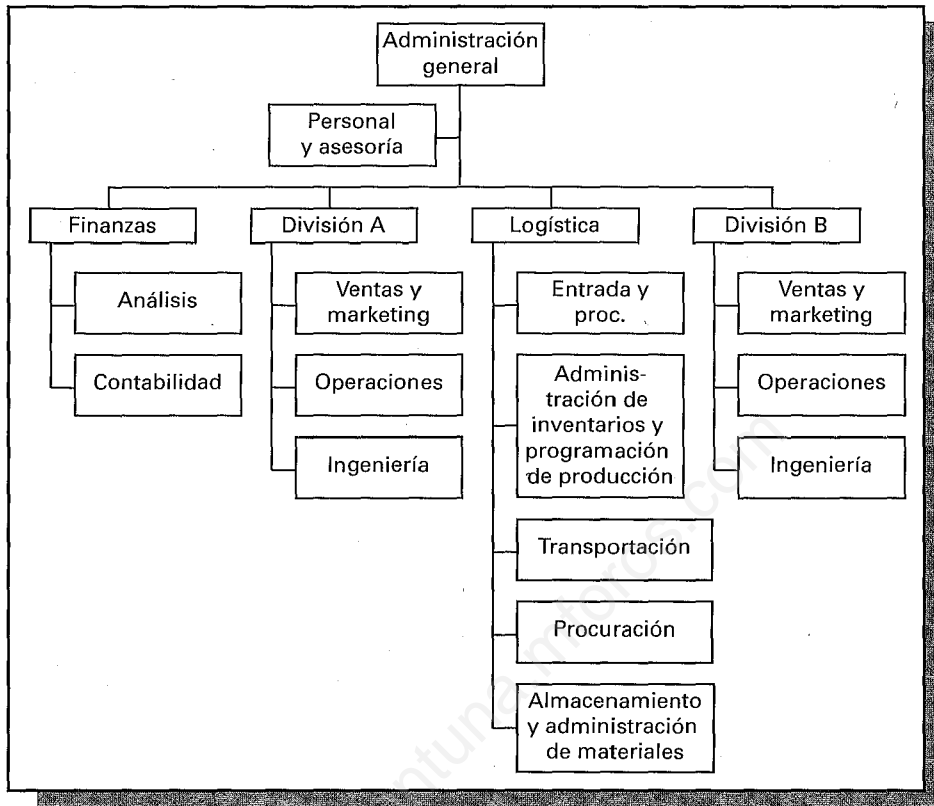 Administración
general
Personal
y asesoría
Finanzas
División A
Logística
División B
Análisis
Contabilidad
Ventas y
marketing
Operaciones
Ingeniería
Entrada y
proc.
Adminis-
tración de
inventarios y
programación
de producción
Transportación
Procuración
Almacenamiento
y administración
de materiales
Ventas y
marketing
Operaciones
Ingeniería